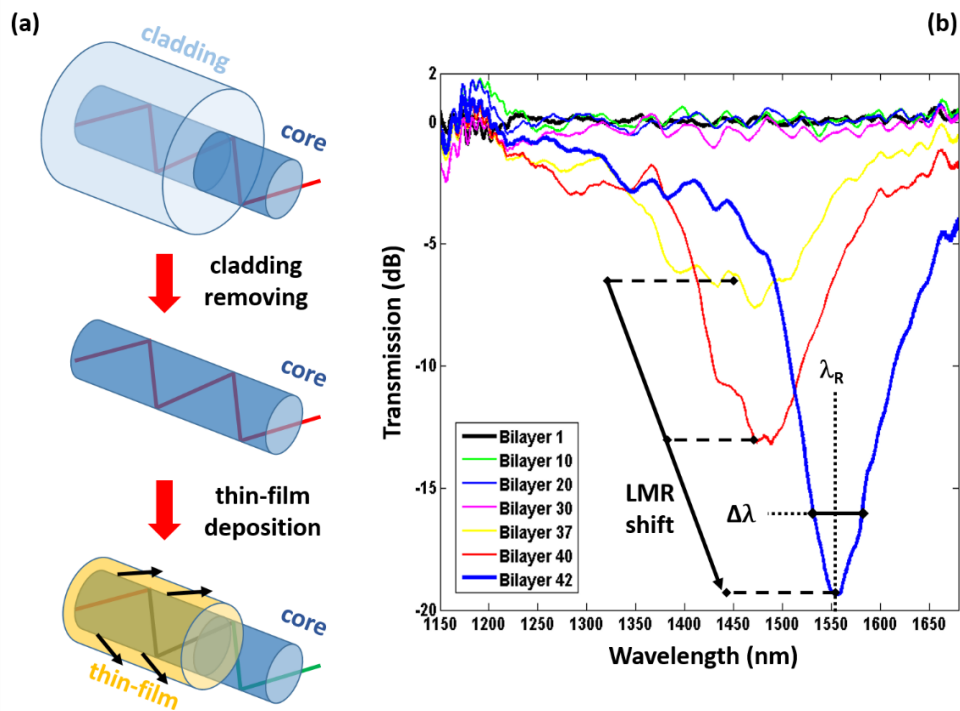 (a)
cladding
core
cladding
removing
core
thin-film
deposition
core
thin-film
(b)
Transmission (dB)
2
0
-5
-10
-15
-20
1150 1200 1300 1400 1450 1500 1550 1600 1650
Wavelength (nm)
Bilayer 1
Bilayer 10
Bilayer 20
Bilayer 30
Bilayer 37
Bilayer 40
Bilayer 42
LMR
shift
λR
Δλ